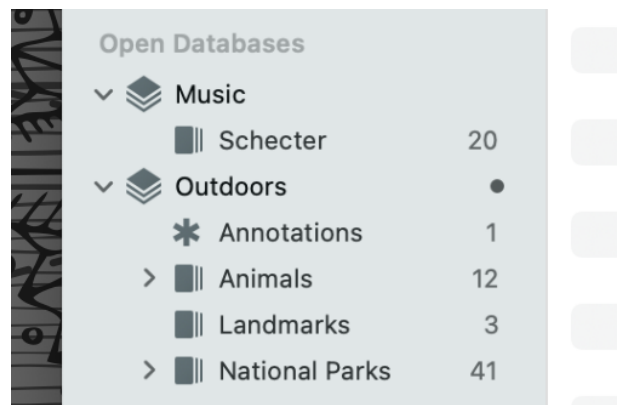 Open Databases
Music
Schecter 20
Outdoors
Annotations 1
Animals 12
Landmarks 3
National Parks 41